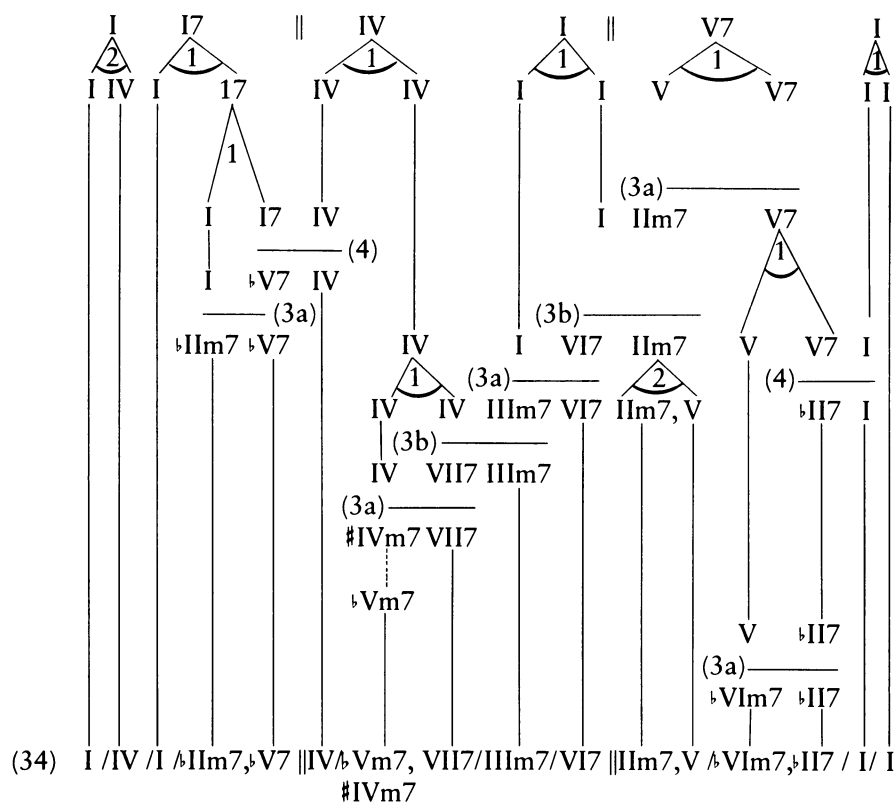 I I7 || IV I || V7 I
2 1 1 1 1 1
I IV I 17 IV IV I I V V7 I I
1
(3a)
I I7 IV I IIm7 V7
(4) 1
I ♭V7 IV
(3a) (3b)
♭IIm7 ♭V7 IV I VI7 IIm7 V V7 I
1 (3a) 2 (4)
IV IV IIIm7 VI7 IIm7, V ♭II7 I
(3b)
IV VII7 IIIm7
(3a)
♯IVm7 VII7
♭Vm7
V ♭II7
(3a)
♭VIm7 ♭II7
(34) I /IV /I /♭IIm7,♭V7 ||IV/♭Vm7, VII7/IIIm7/VI7 ||IIm7,V /♭VIm7,♭II7 / I/ I
♯IVm7